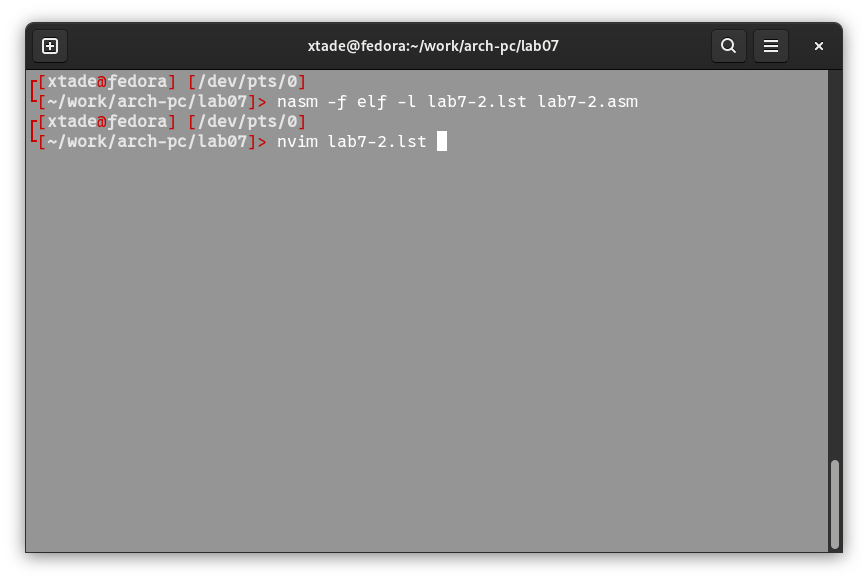 xtade@fedora:~/work/arch-pc/lab07
[xtade@fedora] [/dev/pts/0]
[~/work/arch-pc/lab07]> nasm -f elf -l lab7-2.lst lab7-2.asm
[xtade@fedora] [/dev/pts/0]
[~/work/arch-pc/lab07]> nvim lab7-2.lst